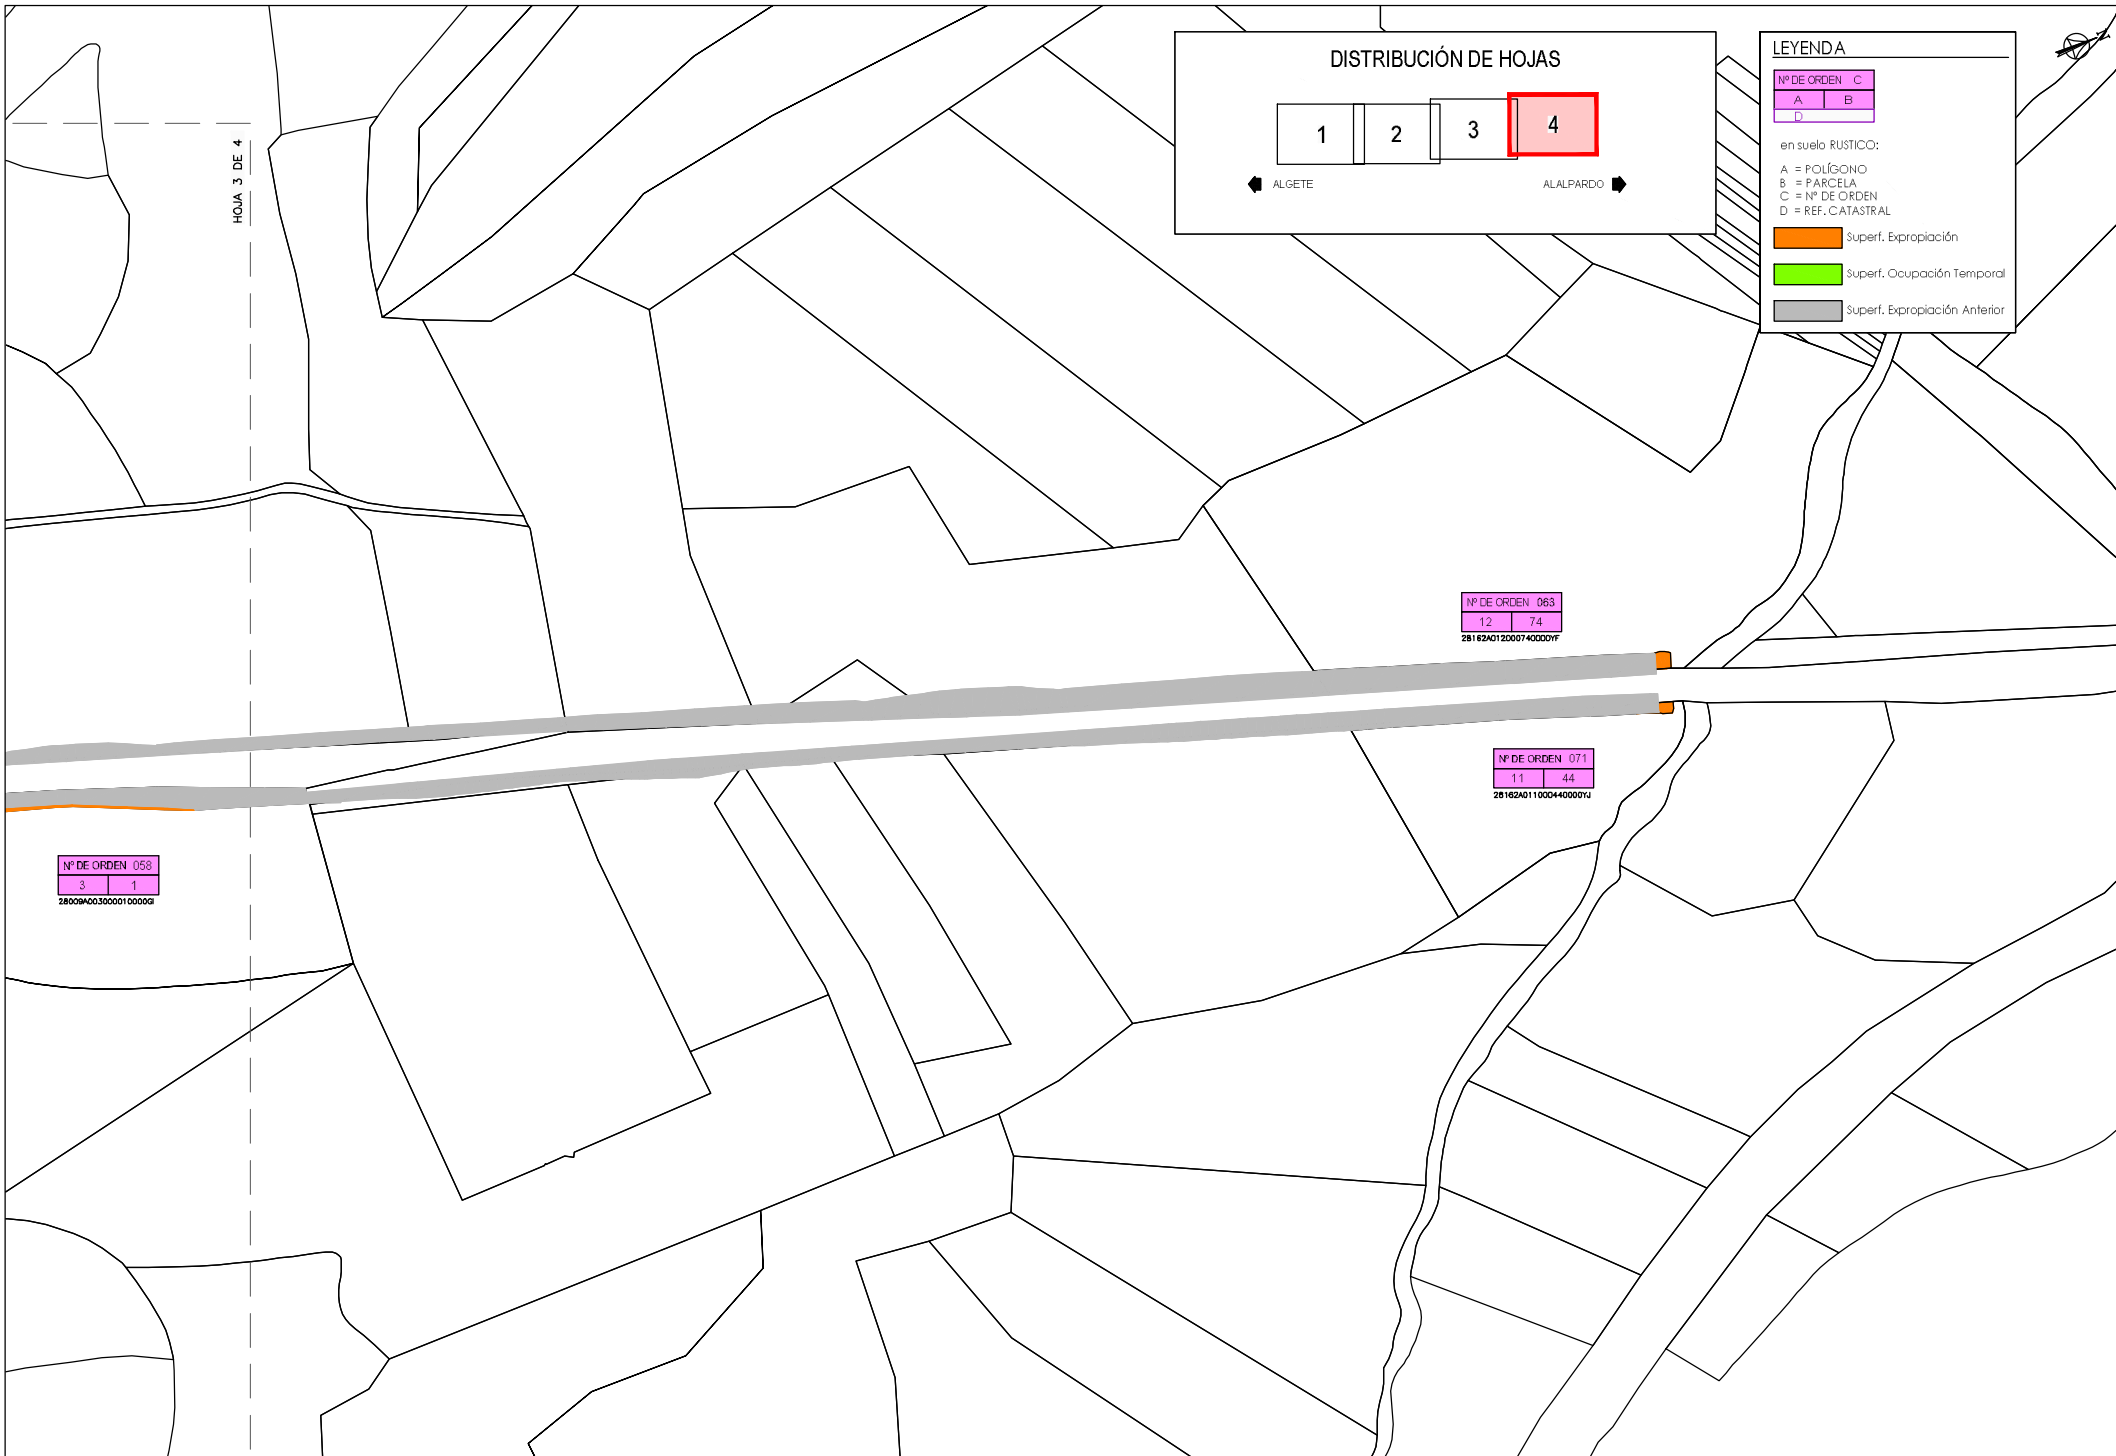 DISTRIBUCIÓN DE HOJAS
1
2
3
4
ALGETE
ALALPARDO
LEYENDA
Nº DE ORDEN C
A B
D
en suelo RUSTICO:
A = POLÍGONO
B = PARCELA
C = Nº DE ORDEN
D = REF. CATASTRAL
Superf. Expropiación
Superf. Ocupación Temporal
Superf. Expropiación Anterior
N
HOJA 3 DE 4
Nº DE ORDEN 063
12 74
28162A012000740000YF
Nº DE ORDEN 071
11 44
28162A011000440000YJ
Nº DE ORDEN 058
3 1
28009A003000010000GI